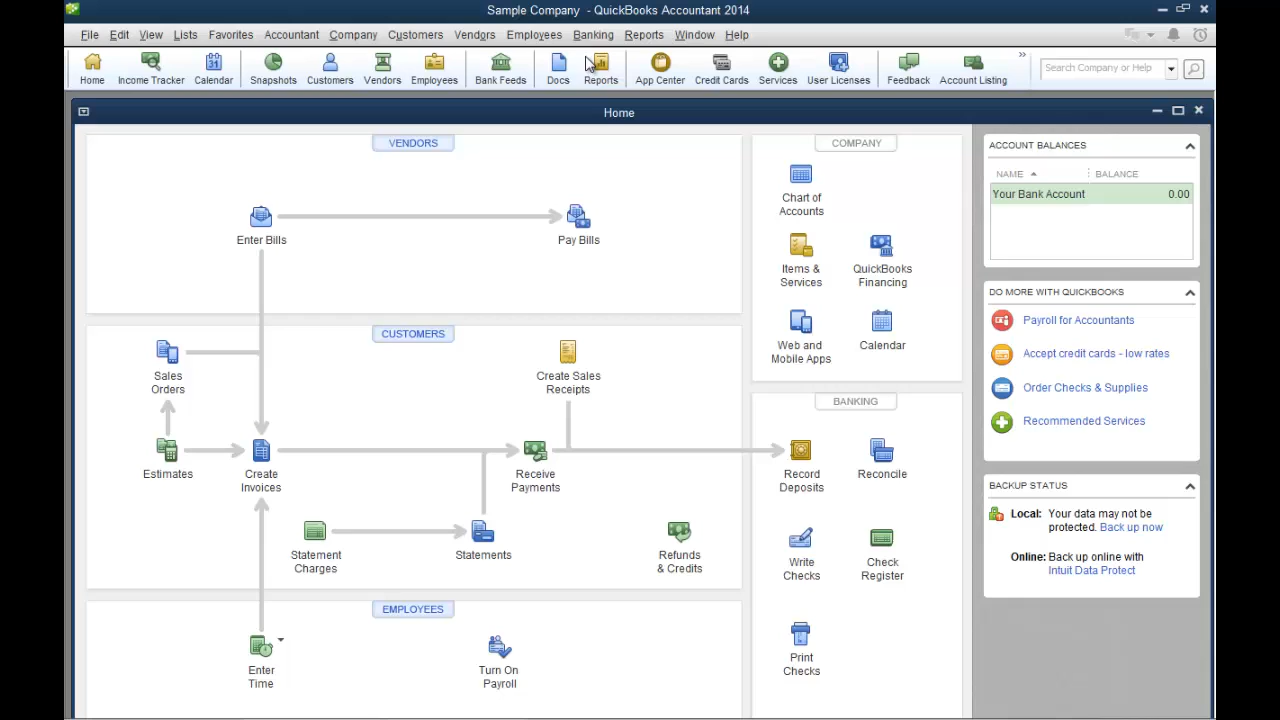 Sample Company - QuickBooks Accountant 2014
File Edit View Lists Favorites Accountant Company Customers Vendors Employees Banking Reports Window Help
Home Income Tracker Calendar Snapshots Customers Vendors Employees Bank Feeds Docs Reports App Center Credit Cards Services User Licenses Feedback Account Listing » Search Company or Help
Home
VENDORS
Enter Bills
Pay Bills
CUSTOMERS
Sales
Orders
Create Sales
Receipts
Estimates
Create
Invoices
Receive
Payments
Statement
Charges
Statements
Refunds
& Credits
EMPLOYEES
Enter
Time
Turn On
Payroll
COMPANY
Chart of
Accounts
Items &
Services
QuickBooks
Financing
Web and
Mobile Apps
Calendar
BANKING
Record
Deposits
Reconcile
Write
Checks
Check
Register
Print
Checks
ACCOUNT BALANCES
NAME BALANCE
Your Bank Account 0.00
DO MORE WITH QUICKBOOKS
Payroll for Accountants
Accept credit cards - low rates
Order Checks & Supplies
Recommended Services
BACKUP STATUS
Local: Your data may not be
protected. Back up now
Online: Back up online with
Intuit Data Protect